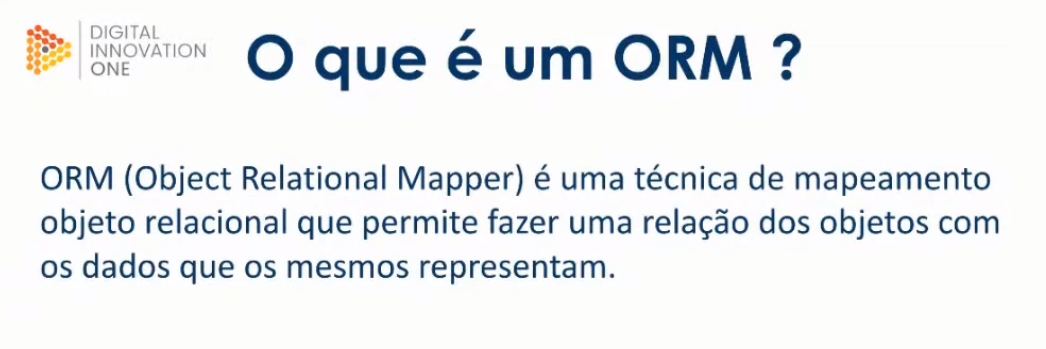 DIGITAL
INNOVATION
ONE
O que é um ORM ?
ORM (Object Relational Mapper) é uma técnica de mapeamento
objeto relacional que permite fazer uma relação dos objetos com
os dados que os mesmos representam.